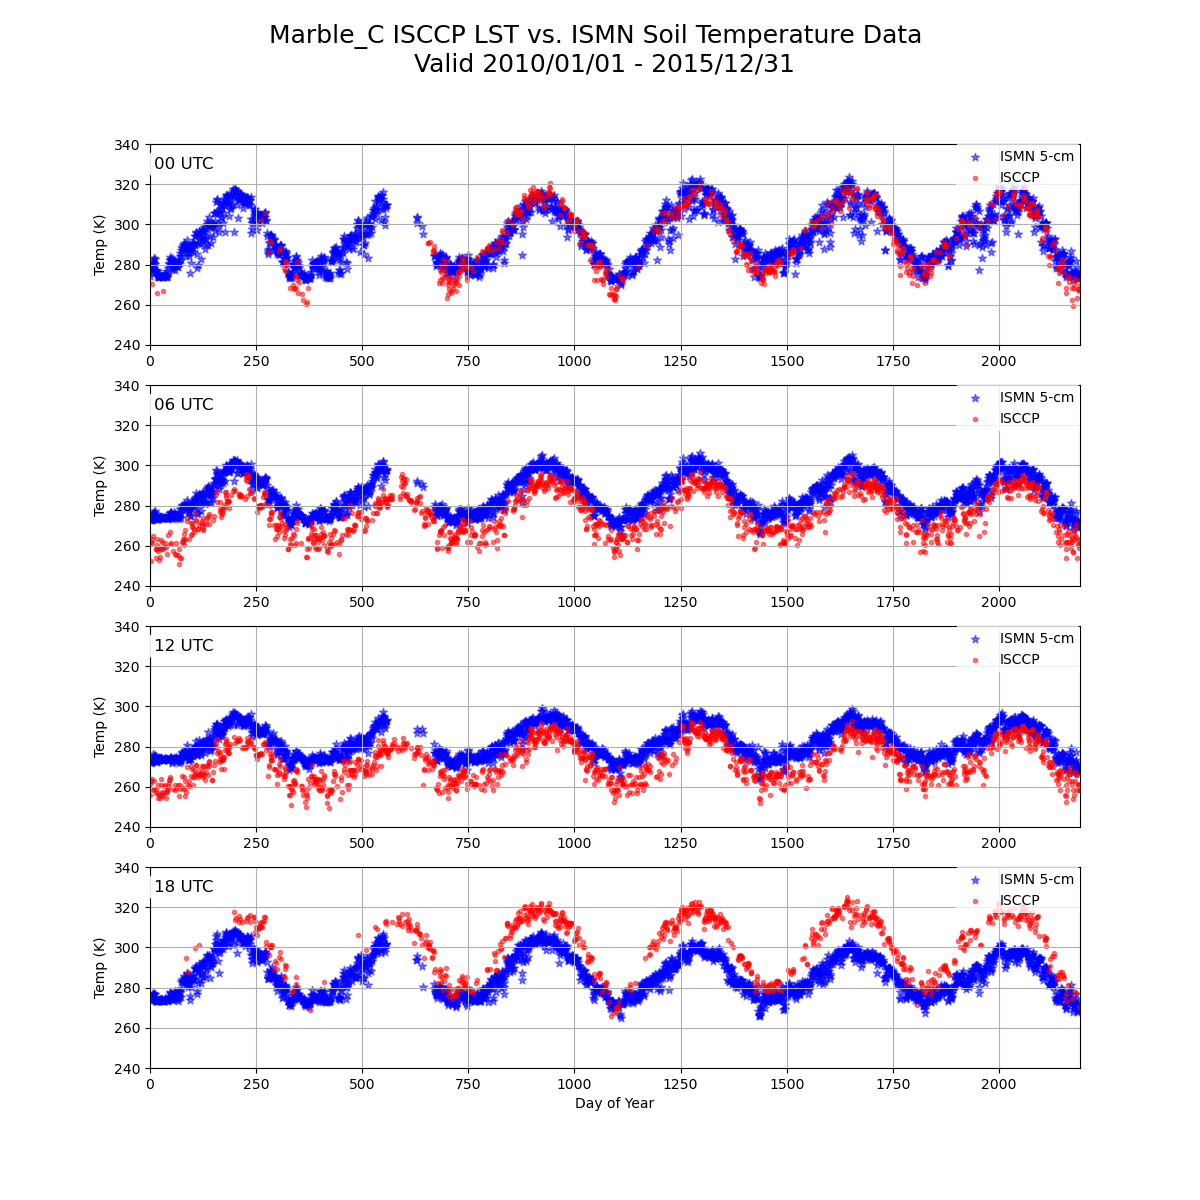 Marble_C ISCCP LST vs. ISMN Soil Temperature Data
Valid 2010/01/01 - 2015/12/31
340
320
300
280
260
240
Temp (K)
00 UTC
ISMN 5-cm
ISCCP
0 250 500 750 1000 1250 1500 1750 2000
340
320
300
280
260
240
Temp (K)
06 UTC
ISMN 5-cm
ISCCP
0 250 500 750 1000 1250 1500 1750 2000
340
320
300
280
260
240
Temp (K)
12 UTC
ISMN 5-cm
ISCCP
0 250 500 750 1000 1250 1500 1750 2000
340
320
300
280
260
240
Temp (K)
18 UTC
ISMN 5-cm
ISCCP
0 250 500 750 1000 1250 1500 1750 2000
Day of Year